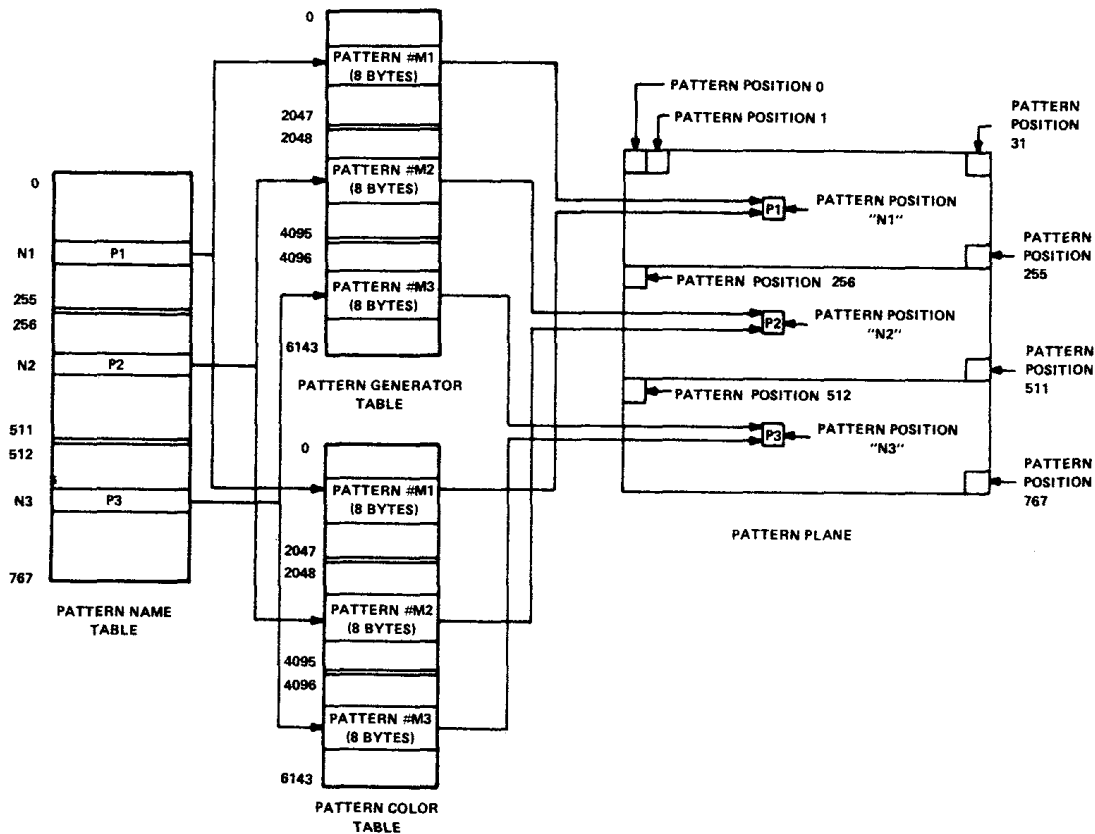 0
N1
P1
255
256
N2
P2
511
512
N3
P3
767
PATTERN NAME
TABLE
0
PATTERN #M1
(8 BYTES)
2047
2048
PATTERN #M2
(8 BYTES)
4095
4096
PATTERN #M3
(8 BYTES)
6143
PATTERN GENERATOR
TABLE
0
PATTERN #M1
(8 BYTES)
2047
2048
PATTERN #M2
(8 BYTES)
4095
4096
PATTERN #M3
(8 BYTES)
6143
PATTERN COLOR
TABLE
PATTERN POSITION 0
PATTERN POSITION 1
PATTERN
POSITION
31
P1
PATTERN POSITION
"N1"
PATTERN
POSITION
255
PATTERN POSITION 256
P2
PATTERN POSITION
"N2"
PATTERN
POSITION
511
PATTERN POSITION 512
P3
PATTERN POSITION
"N3"
PATTERN
POSITION
767
PATTERN PLANE